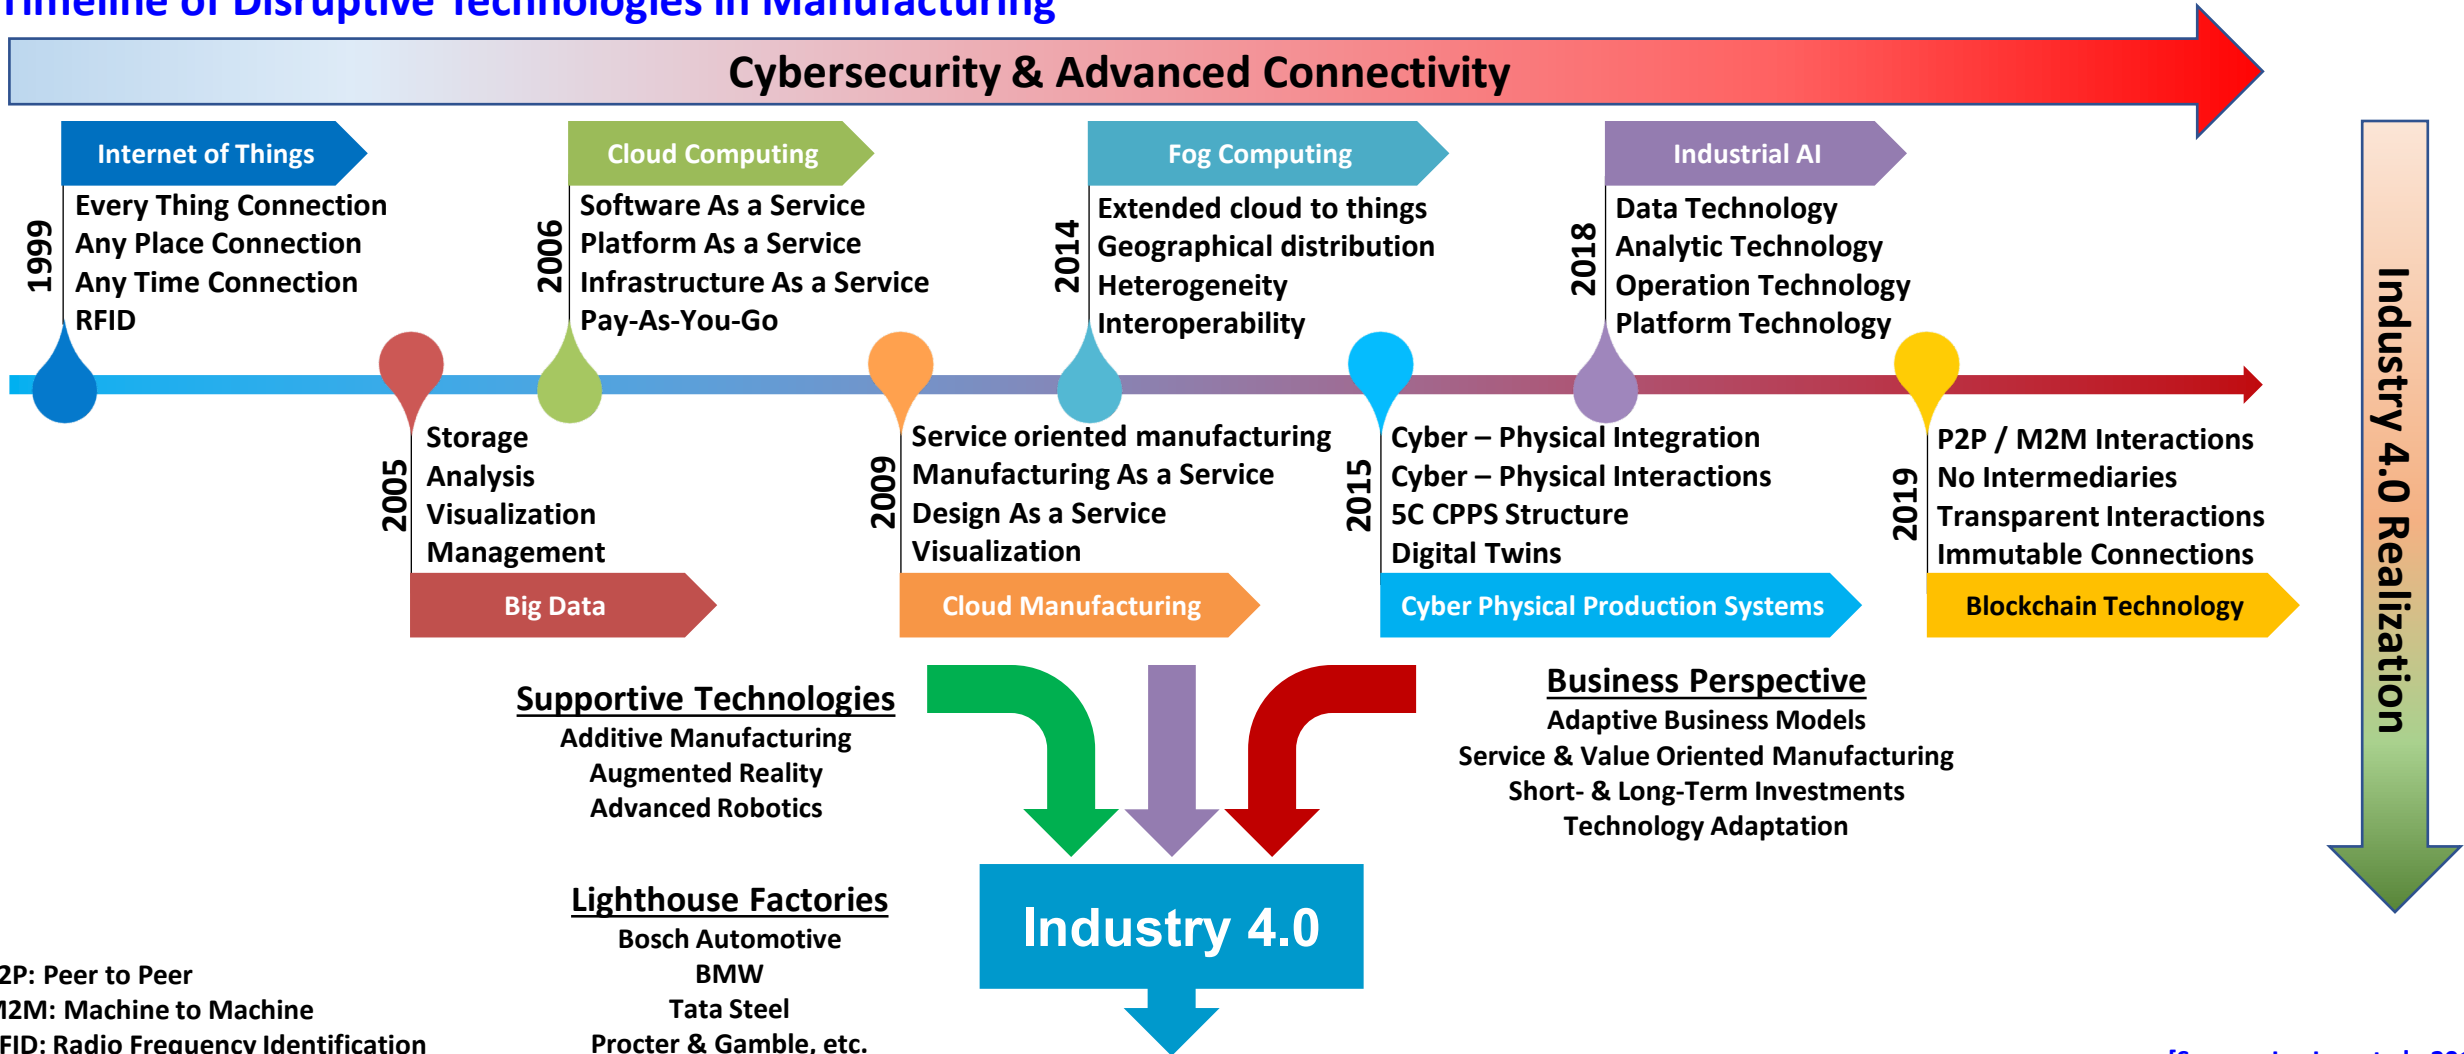 Timeline of Disruptive Technologies in Manufacturing
Cybersecurity & Advanced Connectivity
Internet of Things
1999
Every Thing Connection
Any Place Connection
Any Time Connection
RFID
Cloud Computing
2006
Software As a Service
Platform As a Service
Infrastructure As a Service
Pay-As-You-Go
Fog Computing
2014
Extended cloud to things
Geographical distribution
Heterogeneity
Interoperability
Industrial AI
2018
Data Technology
Analytic Technology
Operation Technology
Platform Technology
2005
Storage
Analysis
Visualization
Management
Big Data
2009
Service oriented manufacturing
Manufacturing As a Service
Design As a Service
Visualization
Cloud Manufacturing
2015
Cyber – Physical Integration
Cyber – Physical Interactions
5C CPPS Structure
Digital Twins
Cyber Physical Production Systems
2019
P2P / M2M Interactions
No Intermediaries
Transparent Interactions
Immutable Connections
Blockchain Technology
Industry 4.0 Realization
Supportive Technologies
Additive Manufacturing
Augmented Reality
Advanced Robotics
Business Perspective
Adaptive Business Models
Service & Value Oriented Manufacturing
Short- & Long-Term Investments
Technology Adaptation
Lighthouse Factories
Bosch Automotive
BMW
Tata Steel
Procter & Gamble, etc.
Industry 4.0
2P: Peer to Peer
M2M: Machine to Machine
FID: Radio Frequency Identification